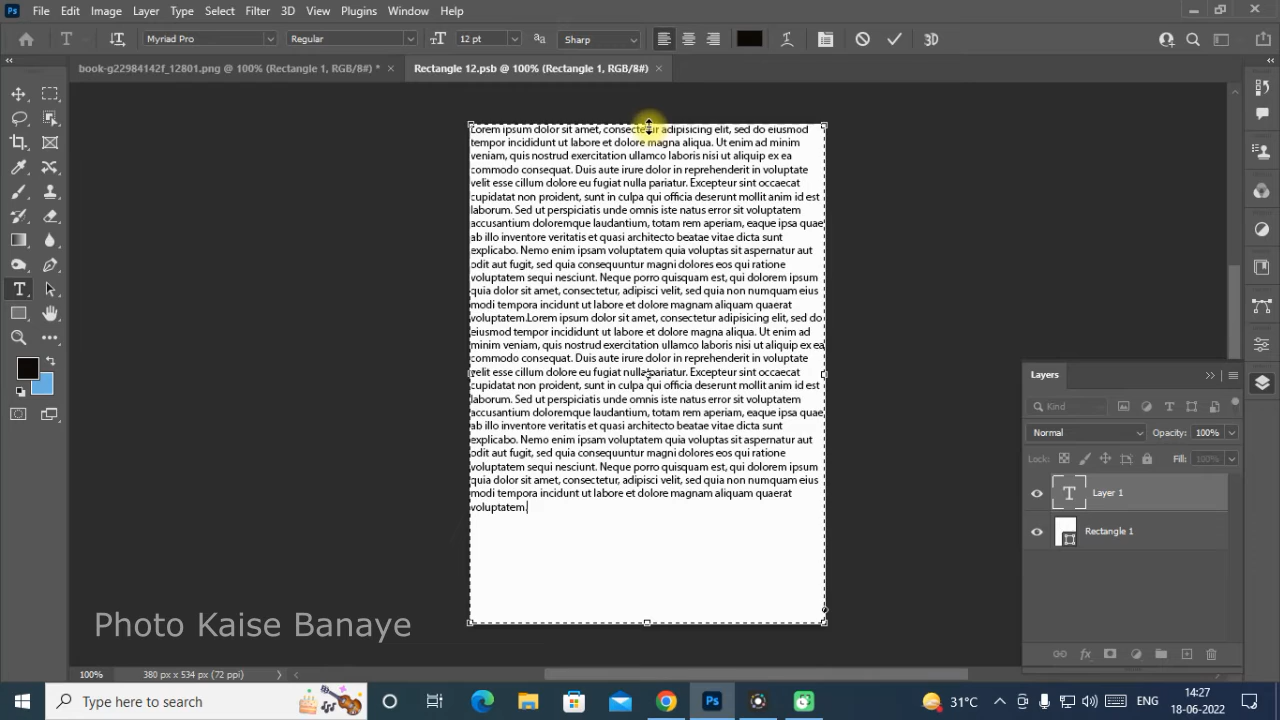 Ps File Edit Image Layer Type Select Filter 3D View Plugins Window Help
T Myriad Pro Regular 12 pt aa Sharp 3D
book-g22984142f_12801.png @ 100% (Rectangle 1, RGB/8#) * × Rectangle 12.psb @ 100% (Rectangle 1, RGB/8#) ×
Lorem ipsum dolor sit amet, consectetur adipisicing elit, sed do eiusmod
tempor incididunt ut labore et dolore magna aliqua. Ut enim ad minim
veniam, quis nostrud exercitation ullamco laboris nisi ut aliquip ex ea
commodo consequat. Duis aute irure dolor in reprehenderit in voluptate
velit esse cillum dolore eu fugiat nulla pariatur. Excepteur sint occaecat
cupidatat non proident, sunt in culpa qui officia deserunt mollit anim id est
laborum. Sed ut perspiciatis unde omnis iste natus error sit voluptatem
accusantium doloremque laudantium, totam rem aperiam, eaque ipsa quae
ab illo inventore veritatis et quasi architecto beatae vitae dicta sunt
explicabo. Nemo enim ipsam voluptatem quia voluptas sit aspernatur aut
odit aut fugit, sed quia consequuntur magni dolores eos qui ratione
voluptatem sequi nesciunt. Neque porro quisquam est, qui dolorem ipsum
quia dolor sit amet, consectetur, adipisci velit, sed quia non numquam eius
modi tempora incidunt ut labore et dolore magnam aliquam quaerat
voluptatem.Lorem ipsum dolor sit amet, consectetur adipisicing elit, sed do
eiusmod tempor incididunt ut labore et dolore magna aliqua. Ut enim ad
minim veniam, quis nostrud exercitation ullamco laboris nisi ut aliquip ex ea
commodo consequat. Duis aute irure dolor in reprehenderit in voluptate
velit esse cillum dolore eu fugiat nulla pariatur. Excepteur sint occaecat
cupidatat non proident, sunt in culpa qui officia deserunt mollit anim id est
laborum. Sed ut perspiciatis unde omnis iste natus error sit voluptatem
accusantium doloremque laudantium, totam rem aperiam, eaque ipsa quae
ab illo inventore veritatis et quasi architecto beatae vitae dicta sunt
explicabo. Nemo enim ipsam voluptatem quia voluptas sit aspernatur aut
odit aut fugit, sed quia consequuntur magni dolores eos qui ratione
voluptatem sequi nesciunt. Neque porro quisquam est, qui dolorem ipsum
quia dolor sit amet, consectetur, adipisci velit, sed quia non numquam eius
modi tempora incidunt ut labore et dolore magnam aliquam quaerat
voluptatem.
Layers
Kind
Normal Opacity: 100%
Lock: Fill: 100%
T Layer 1
Rectangle 1
Photo Kaise Banaye
100% 380 px x 534 px (72 ppi)
Type here to search
Ps
31°C
ENG
14:27
18-06-2022